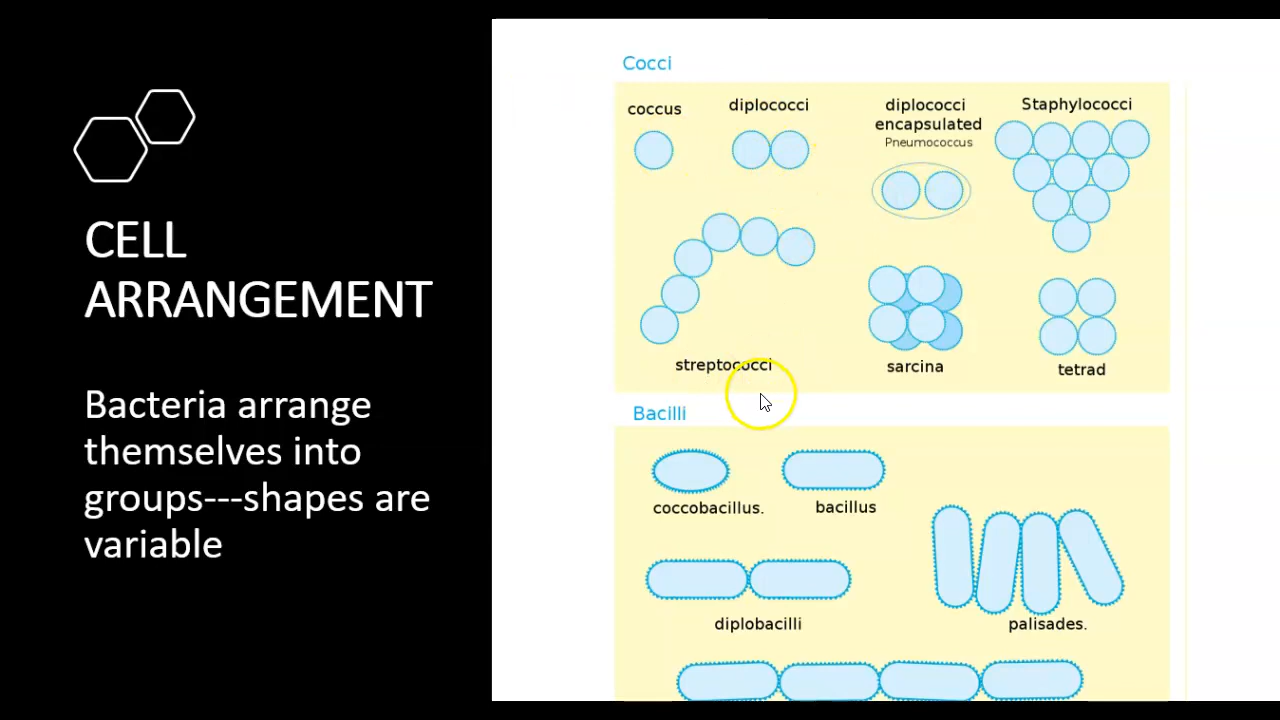 CELL
ARRANGEMENT
Bacteria arrange
themselves into
groups---shapes are
variable
Cocci
coccus
diplococci
diplococci
encapsulated
Pneumococcus
Staphylococci
streptococci
sarcina
tetrad
Bacilli
coccobacillus.
bacillus
diplobacilli
palisades.